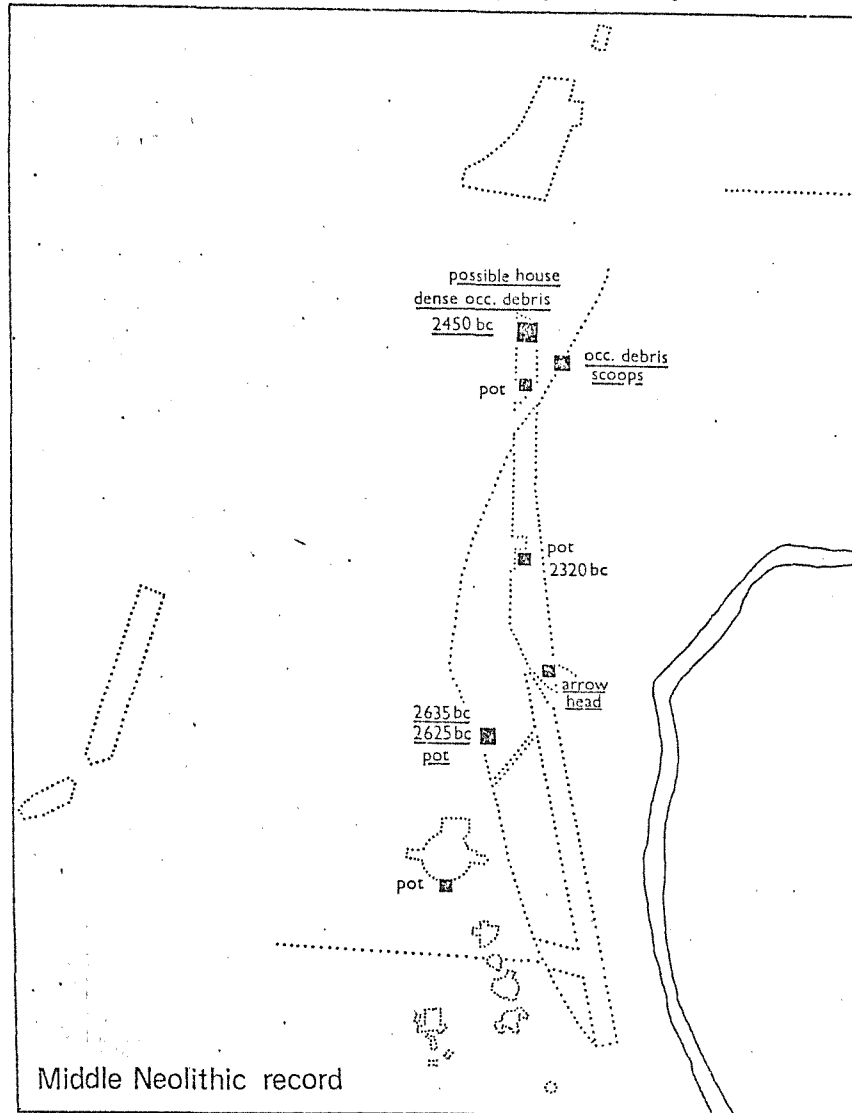 possible house
dense occ. debris
2450 bc
occ. debris
scoops
pot
pot
2320 bc
arrow
head
2635 bc
2625 bc
pot
pot
Middle Neolithic record